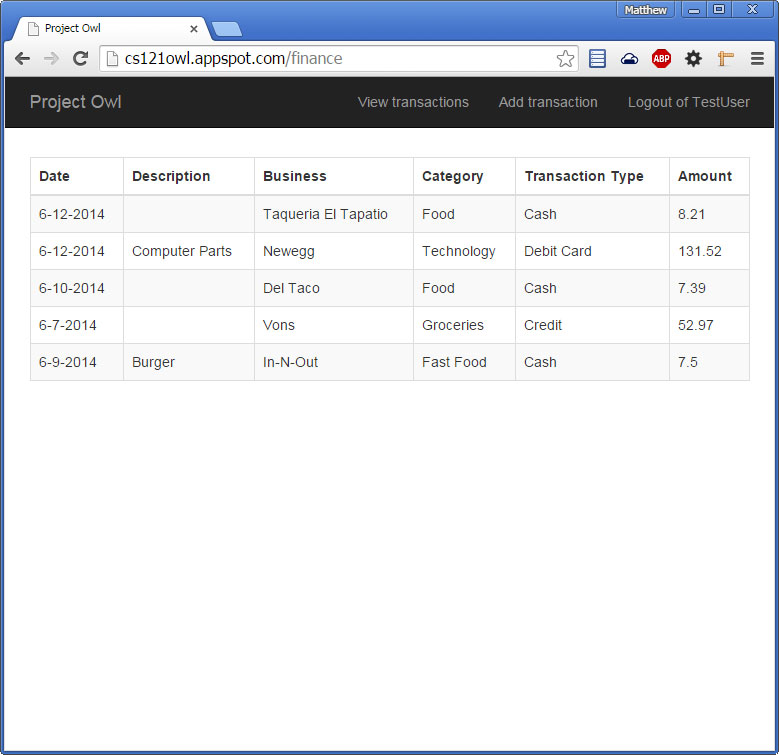 Matthew
Project Owl
cs121owl.appspot.com/finance
ABP
Project Owl View transactions Add transaction Logout of TestUser
Date Description Business Category Transaction Type Amount
6-12-2014 Taqueria El Tapatio Food Cash 8.21
6-12-2014 Computer Parts Newegg Technology Debit Card 131.52
6-10-2014 Del Taco Food Cash 7.39
6-7-2014 Vons Groceries Credit 52.97
6-9-2014 Burger In-N-Out Fast Food Cash 7.5